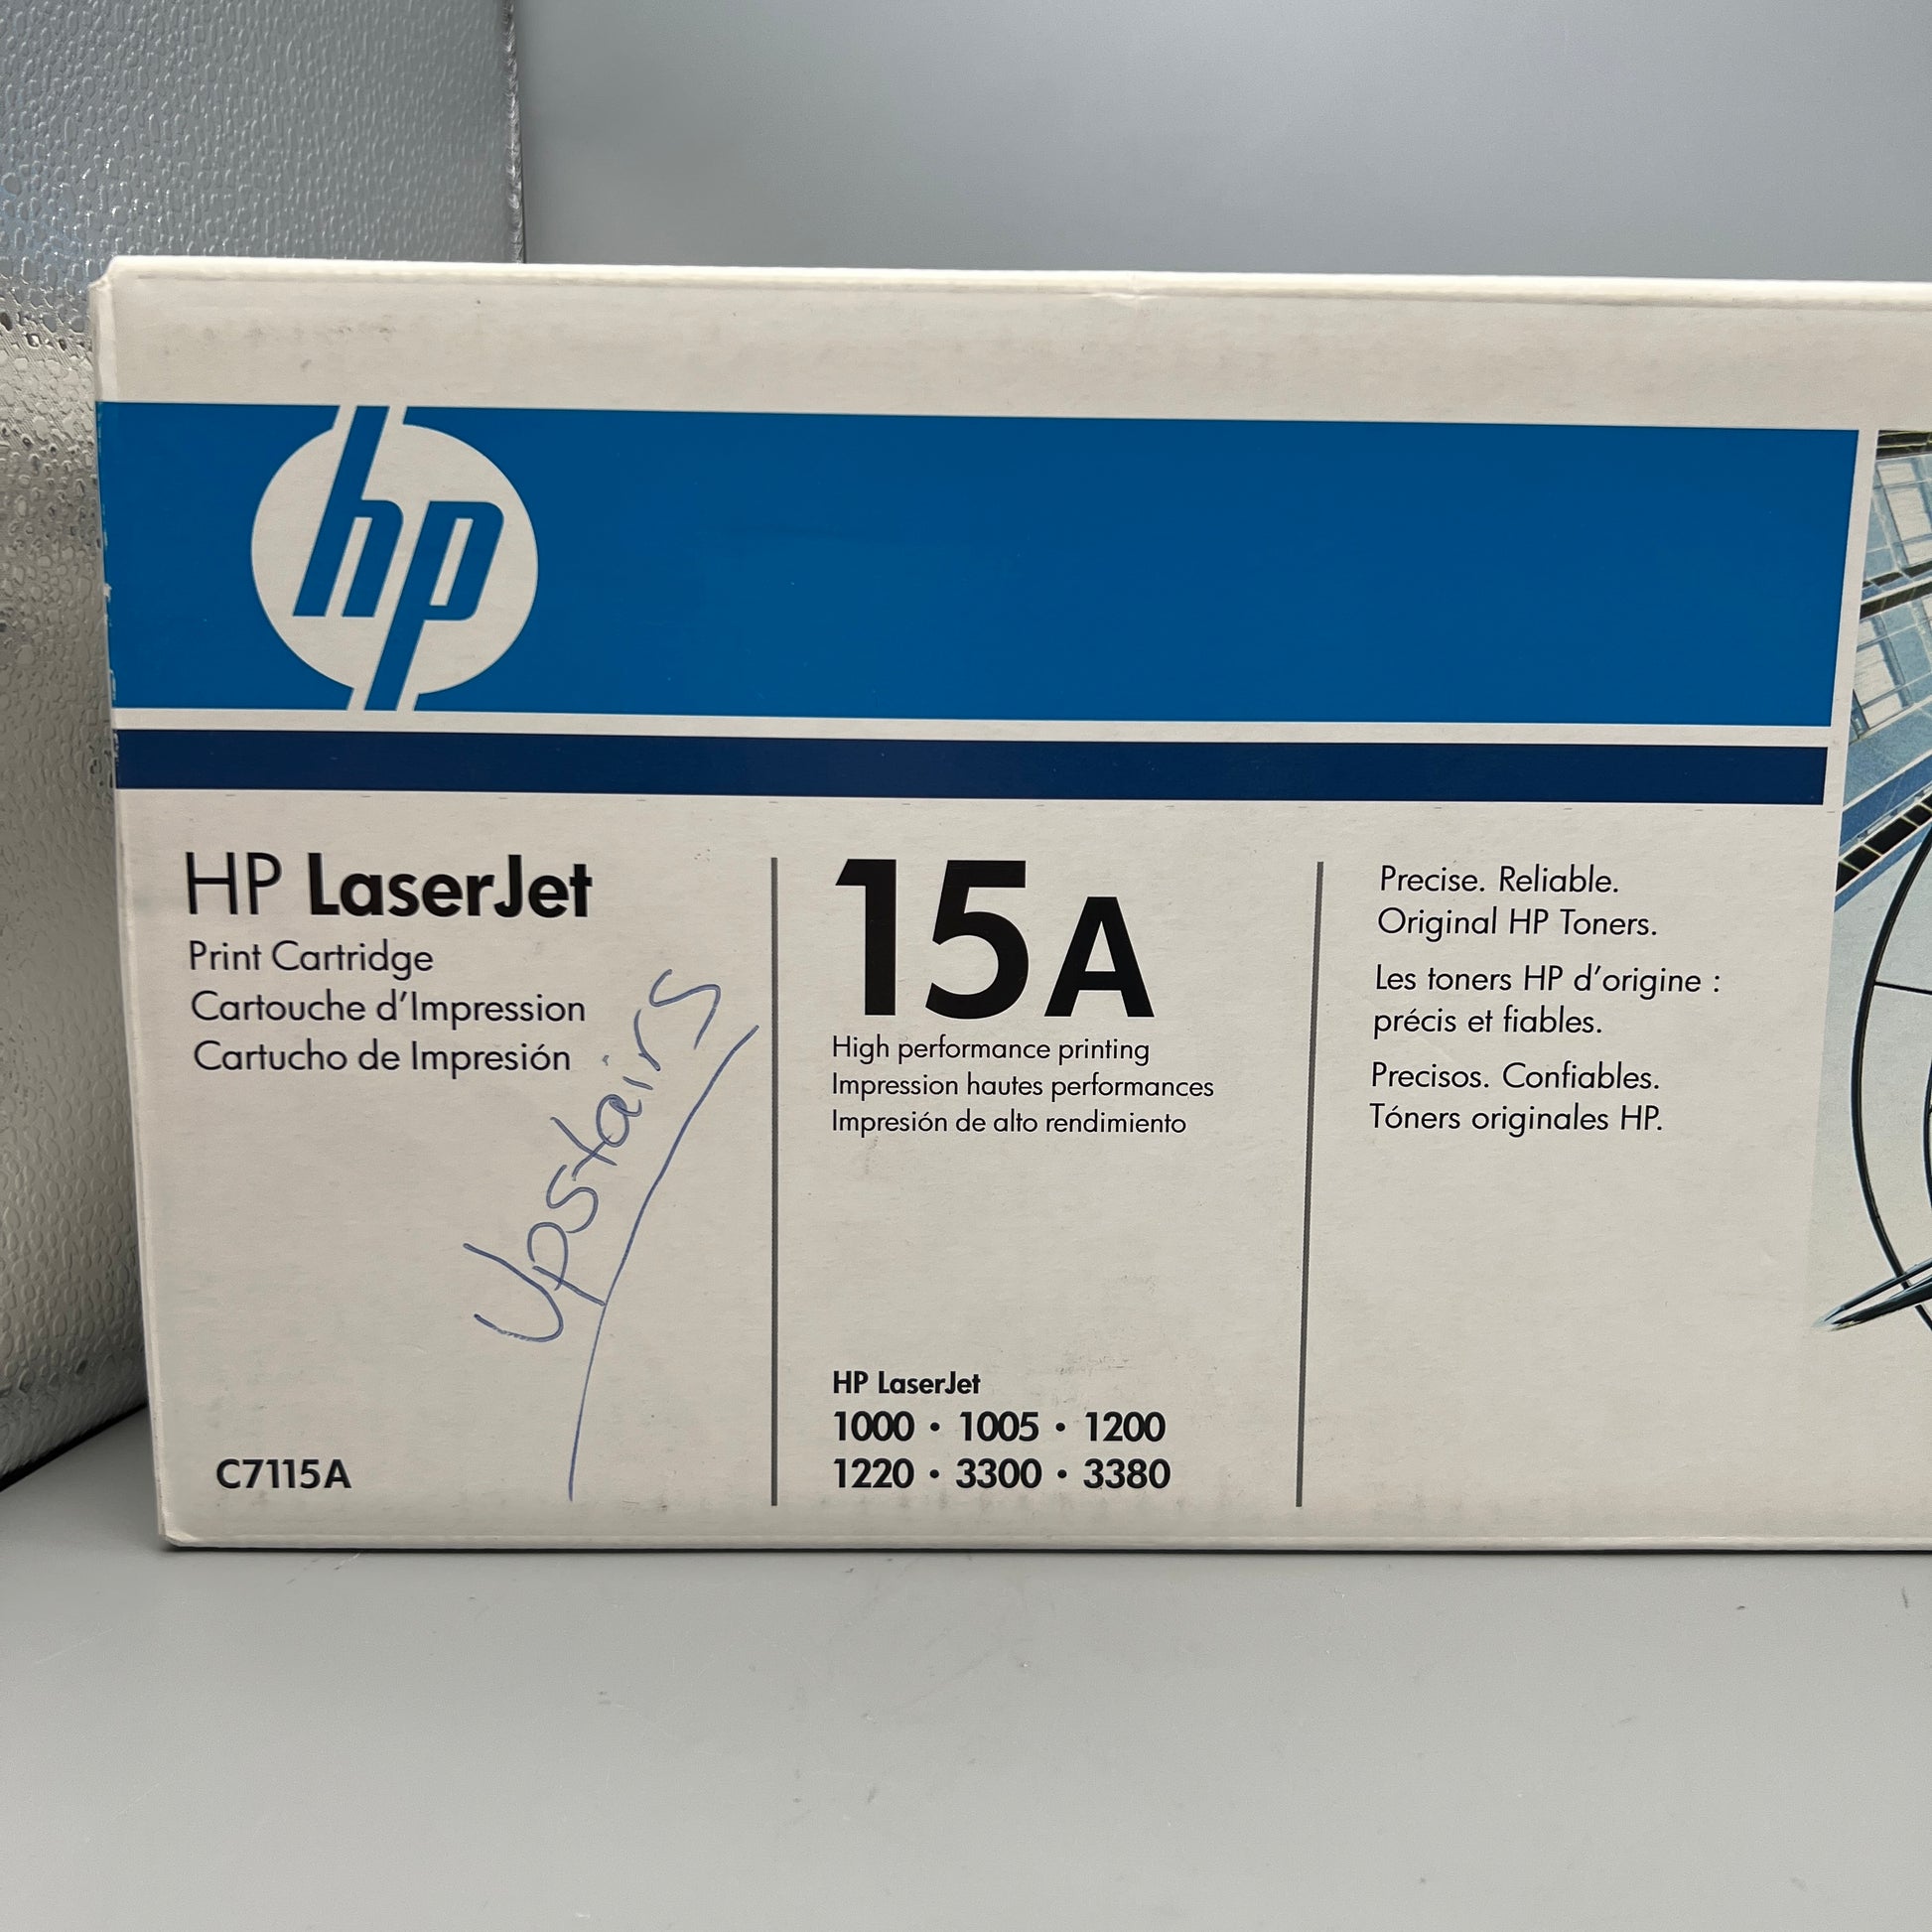 hp
HP LaserJet
Print Cartridge
Cartouche d'Impression
Cartucho de Impresión
Upstairs
C7115A
15A
High performance printing
Impression hautes performances
Impresión de alto rendimiento
HP LaserJet
1000 • 1005 • 1200
1220 • 3300 • 3380
Precise. Reliable.
Original HP Toners.
Les toners HP d'origine :
précis et fiables.
Precisos. Confiables.
Tóners originales HP.